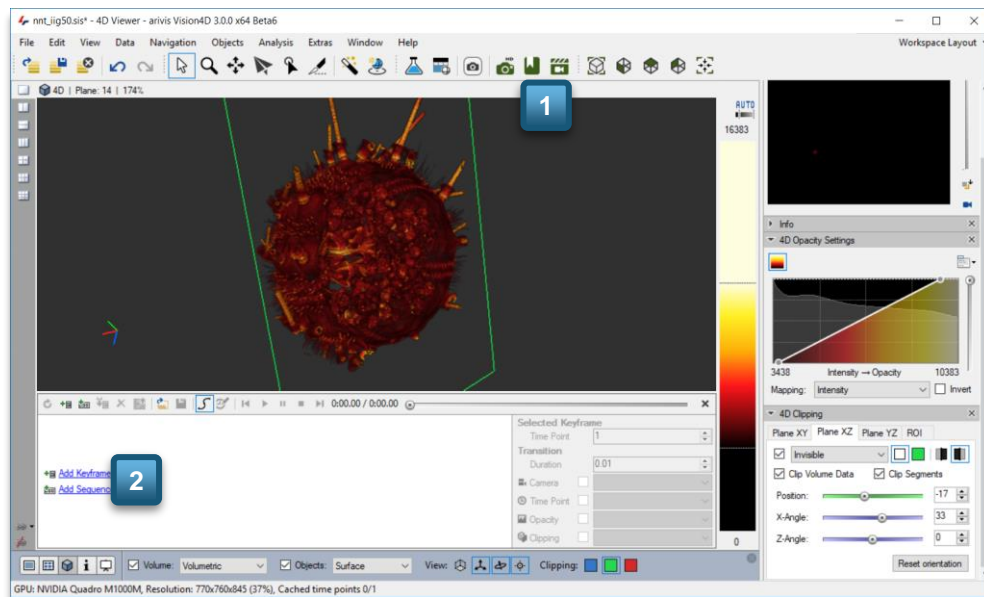 nnt_iig50.sis* - 4D Viewer - arivis Vision4D 3.0.0 x64 Beta6
File Edit View Data Navigation Objects Analysis Extras Window Help Workspace Layout
4D | Plane: 14 | 174%
1
AUTO
16383
0
Info
4D Opacity Settings
3438 Intensity → Opacity 10383
Mapping: Intensity Invert
4D Clipping
Plane XY Plane XZ Plane YZ ROI
Invisible
Clip Volume Data Clip Segments
Position: -17
X-Angle: 33
Z-Angle: 0
Reset orientation
0:00.00 / 0:00.00
Add Keyframe
Add Sequenc
2
Selected Keyframe
Time Point 1
Transition
Duration 0.01
Camera
Time Point
Opacity
Clipping
Volume: Volumetric Objects: Surface View: Clipping:
GPU: NVIDIA Quadro M1000M, Resolution: 770x760x845 (37%), Cached time points 0/1